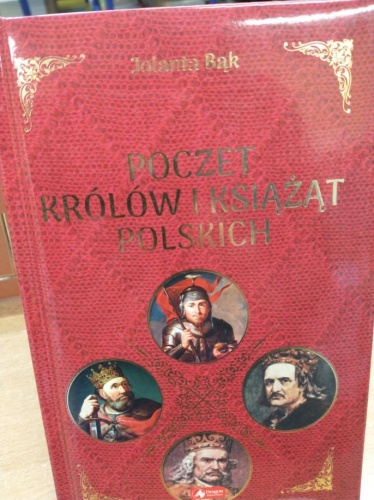 Jolanta Bąk
POCZET
KRÓLÓW I KSIĄŻĄT
POLSKICH